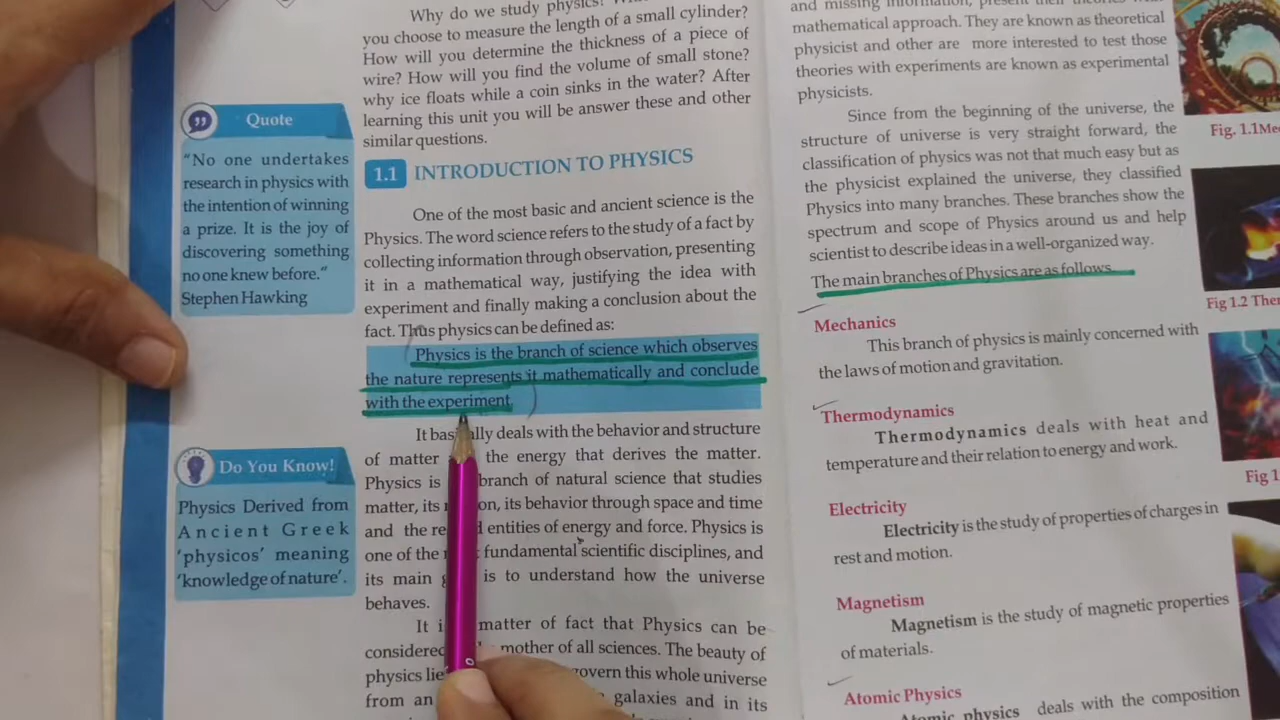 Why do we study physics?
you choose to measure the length of a small cylinder?
How will you determine the thickness of a piece of
wire? How will you find the volume of small stone?
why ice floats while a coin sinks in the water? After
learning this unit you will be answer these and other
similar questions.
Quote
"No one undertakes
research in physics with
the intention of winning
a prize. It is the joy of
discovering something
no one knew before."
Stephen Hawking
1.1 INTRODUCTION TO PHYSICS
One of the most basic and ancient science is the
Physics. The word science refers to the study of a fact by
collecting information through observation, presenting
it in a mathematical way, justifying the idea with
experiment and finally making a conclusion about the
fact. Thus physics can be defined as:
Physics is the branch of science which observes
the nature represents it mathematically and conclude
with the experiment
It basically deals with the behavior and structure
of matter the energy that derives the matter.
Physics is branch of natural science that studies
matter, its on, its behavior through space and time
and the re entities of energy and force. Physics is
one of the fundamental scientific disciplines, and
its main is to understand how the universe
behaves.
It i matter of fact that Physics can be
considered mother of all sciences. The beauty of
physics lie govern this whole universe
from an galaxies and in its
Do You Know!
Physics Derived from
Ancient Greek
'physicos' meaning
'knowledge of nature'.
and missing information, present their
mathematical approach. They are known as theoretical
physicist and other are more interested to test those
theories with experiments are known as experimental
physicists.
Since from the beginning of the universe, the
structure of universe is very straight forward, the
classification of physics was not that much easy but as
the physicist explained the universe, they classified
Physics into many branches. These branches show the
spectrum and scope of Physics around us and help
scientist to describe ideas in a well-organized way.
The main branches of Physics are as follows
Mechanics
This branch of physics is mainly concerned with
the laws of motion and gravitation.
Thermodynamics
Thermodynamics deals with heat and
temperature and their relation to energy and work.
Electricity
Electricity is the study of properties of charges in
rest and motion.
Magnetism
Magnetism is the study of magnetic properties
of materials.
Atomic Physics
Atomic physics deals with the composition
Fig. 1.1Me
Fig 1.2 Ther
Fig 1